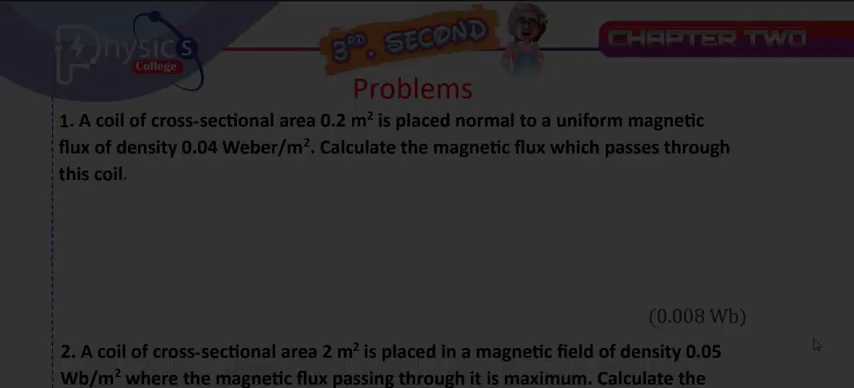 Physics
College
3RD. SECOND
CHAPTER TWO
Problems
1. A coil of cross-sectional area 0.2 m² is placed normal to a uniform magnetic
flux of density 0.04 Weber/m². Calculate the magnetic flux which passes through
this coil.
(0.008 Wb)
2. A coil of cross-sectional area 2 m² is placed in a magnetic field of density 0.05
Wb/m² where the magnetic flux passing through it is maximum. Calculate the